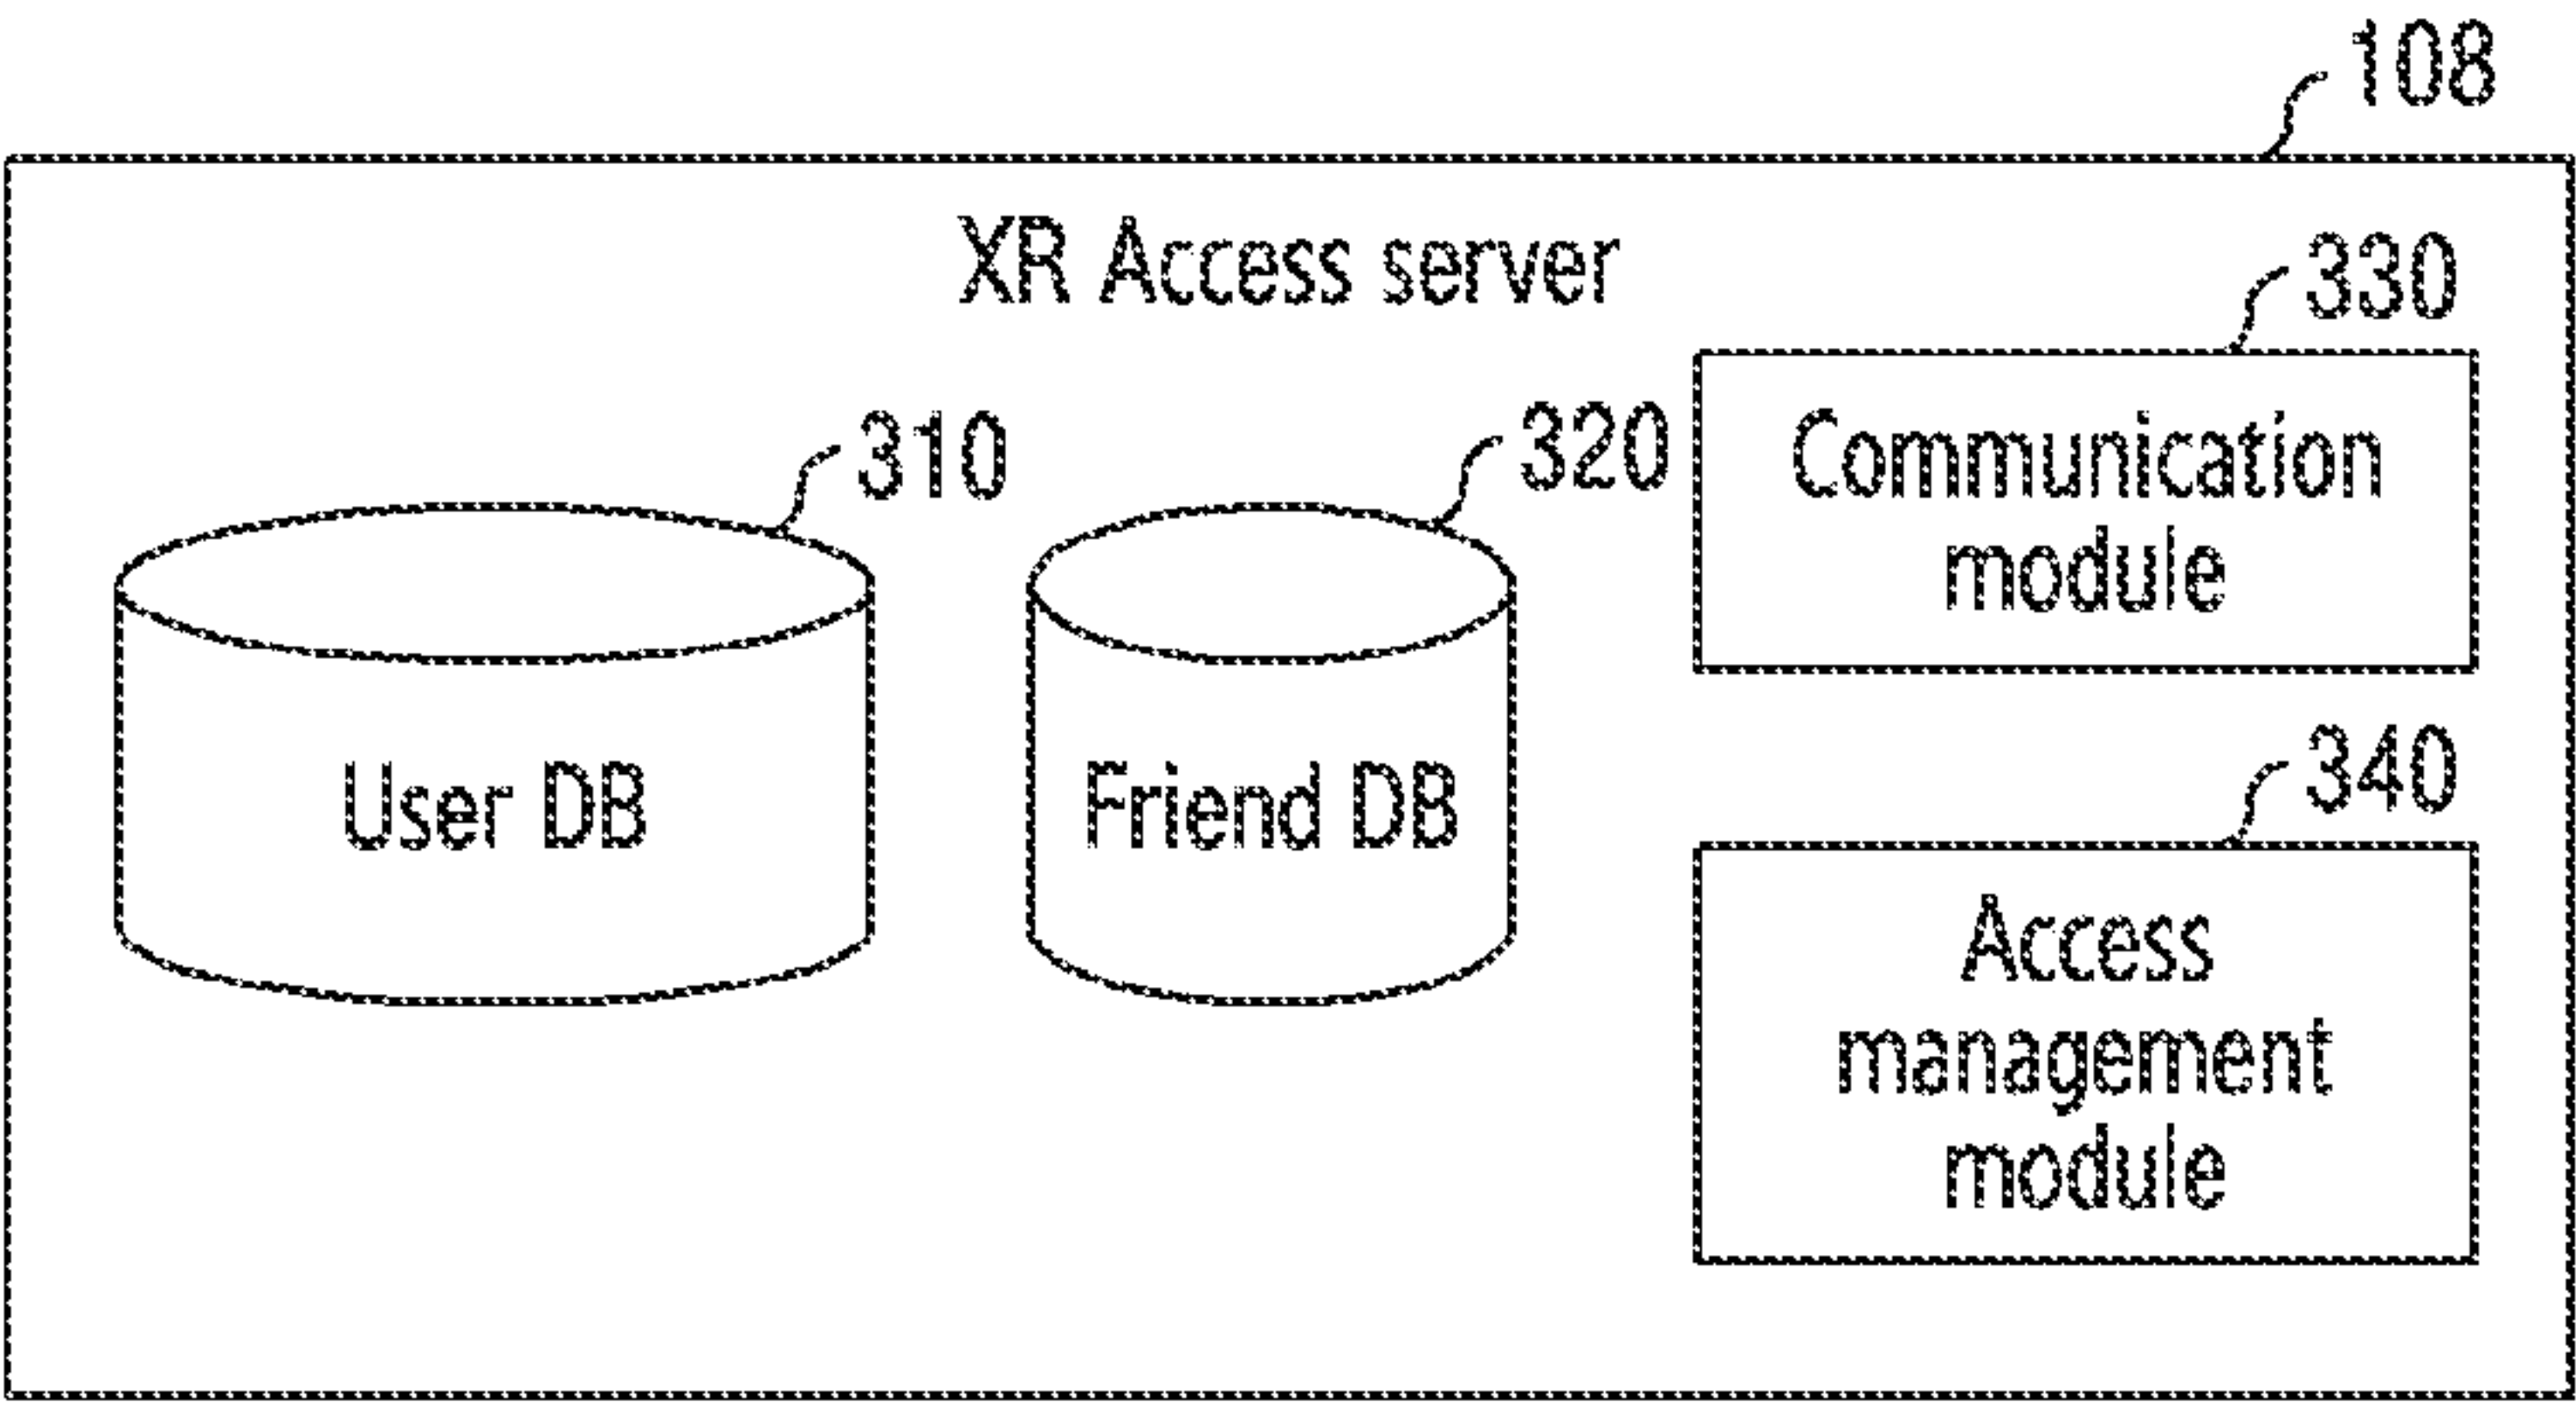 108
XR Access server
330
310
320
Communication
module
User DB
Friend DB
340
Access
management
module